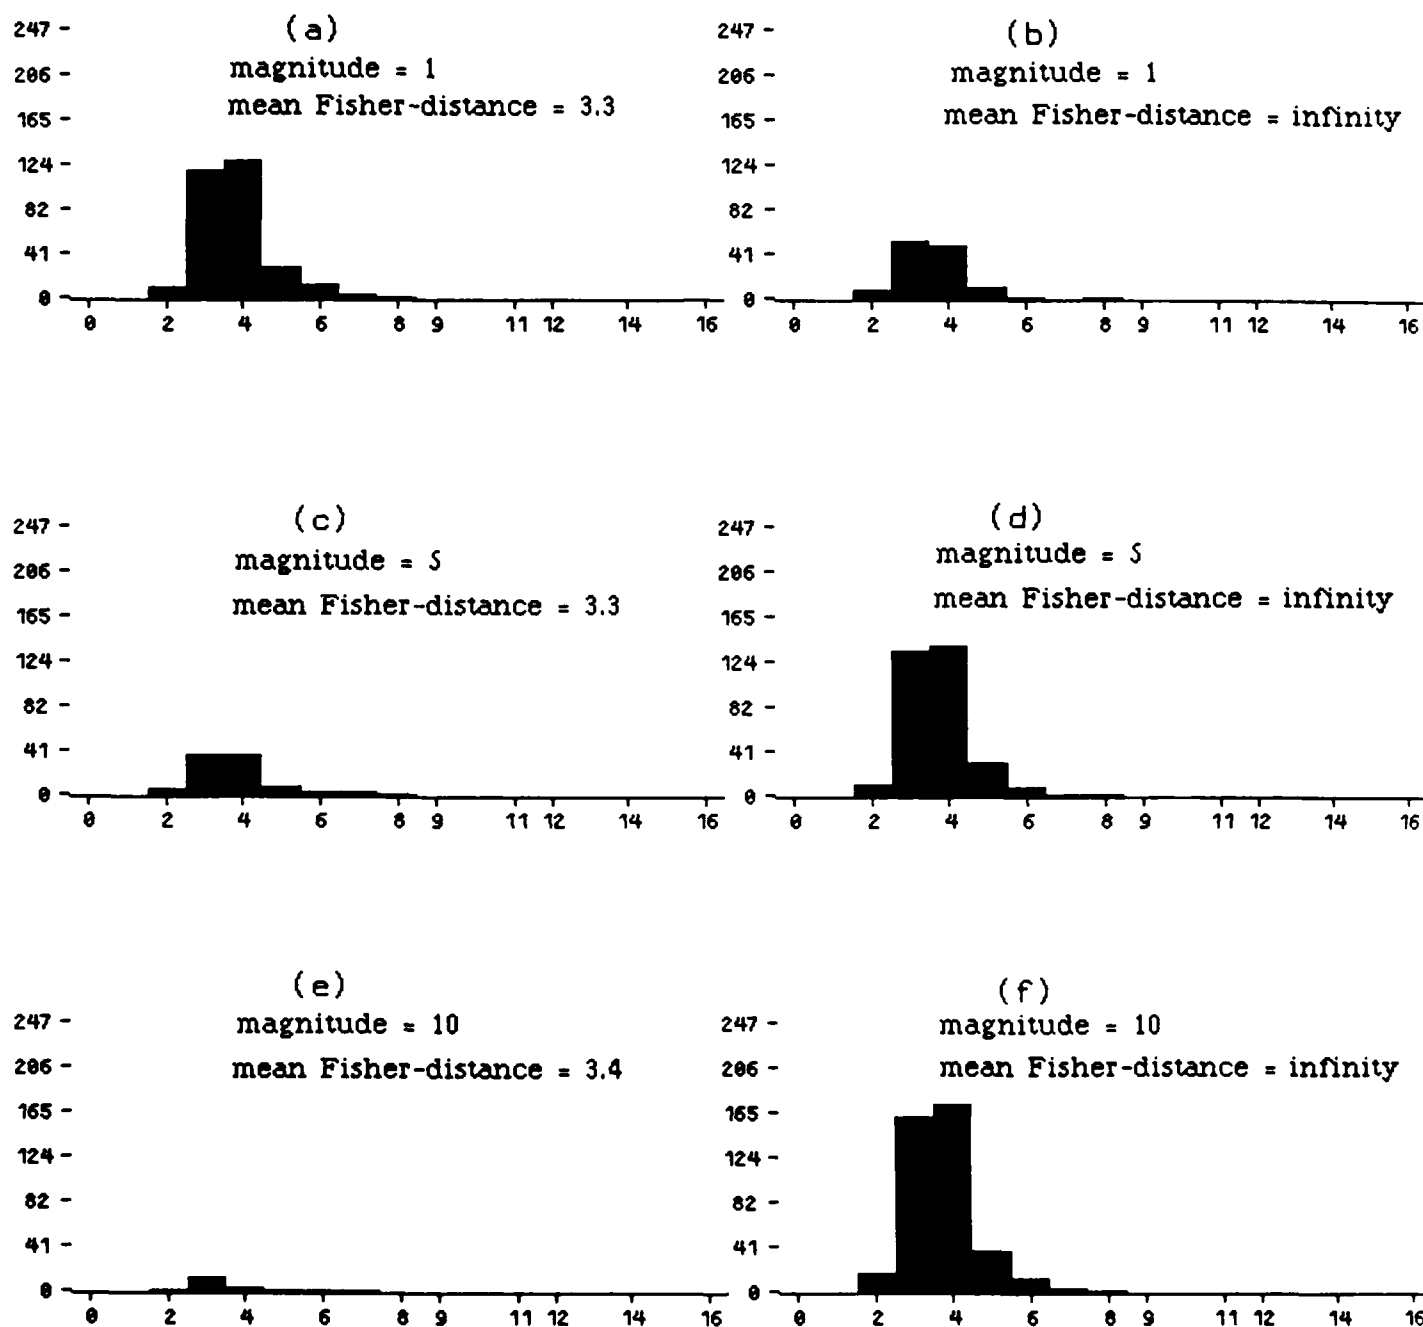 (a)
magnitude = 1
mean Fisher-distance = 3.3
247
206
165
124
82
41
0
0 2 4 6 8 9 11 12 14 16
(b)
magnitude = 1
mean Fisher-distance = infinity
247
206
165
124
82
41
0
0 2 4 6 8 9 11 12 14 16
(c)
magnitude = 5
mean Fisher-distance = 3.3
247
206
165
124
82
41
0
0 2 4 6 8 9 11 12 14 16
(d)
magnitude = 5
mean Fisher-distance = infinity
247
206
165
124
82
41
0
0 2 4 6 8 9 11 12 14 16
(e)
magnitude = 10
mean Fisher-distance = 3.4
247
206
165
124
82
41
0
0 2 4 6 8 9 11 12 14 16
(f)
magnitude = 10
mean Fisher-distance = infinity
247
206
165
124
82
41
0
0 2 4 6 8 9 11 12 14 16